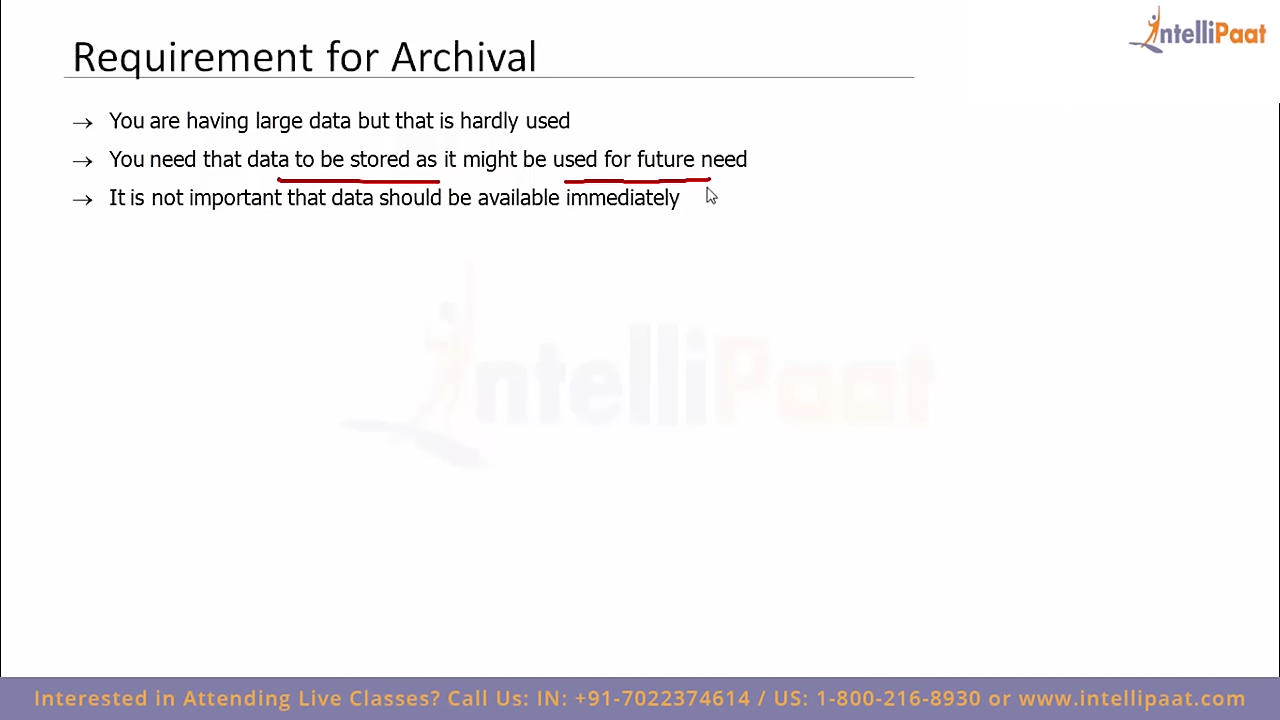 IntelliPaat
Requirement for Archival
→ You are having large data but that is hardly used
→ You need that data to be stored as it might be used for future need
→ It is not important that data should be available immediately
IntelliPaat
Interested in Attending Live Classes? Call Us: IN: +91-7022374614 / US: 1-800-216-8930 or www.intellipaat.com